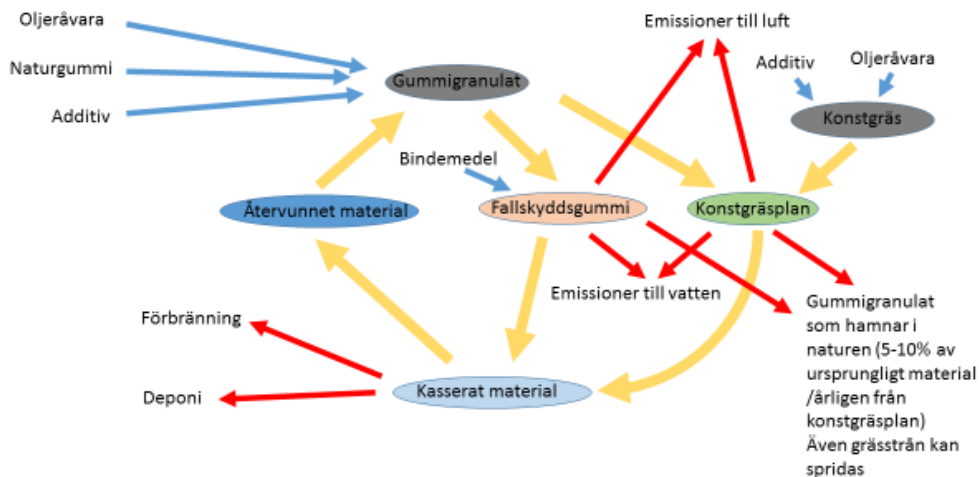 Oljeråvara
Emissioner till luft
Naturgummi
Additiv
Oljeråvara
Gummigranulat
Additiv
Konstgräs
Bindemedel
Återvunnet material
Fallskyddsgummi
Konstgräsplan
Emissioner till vatten
Gummigranulat
som hamnar i
naturen (5-10% av
ursprungligt material
/årligen från
konstgräsplan)
Även grässtrån kan
spridas
Förbränning
Deponi
Kasserat material